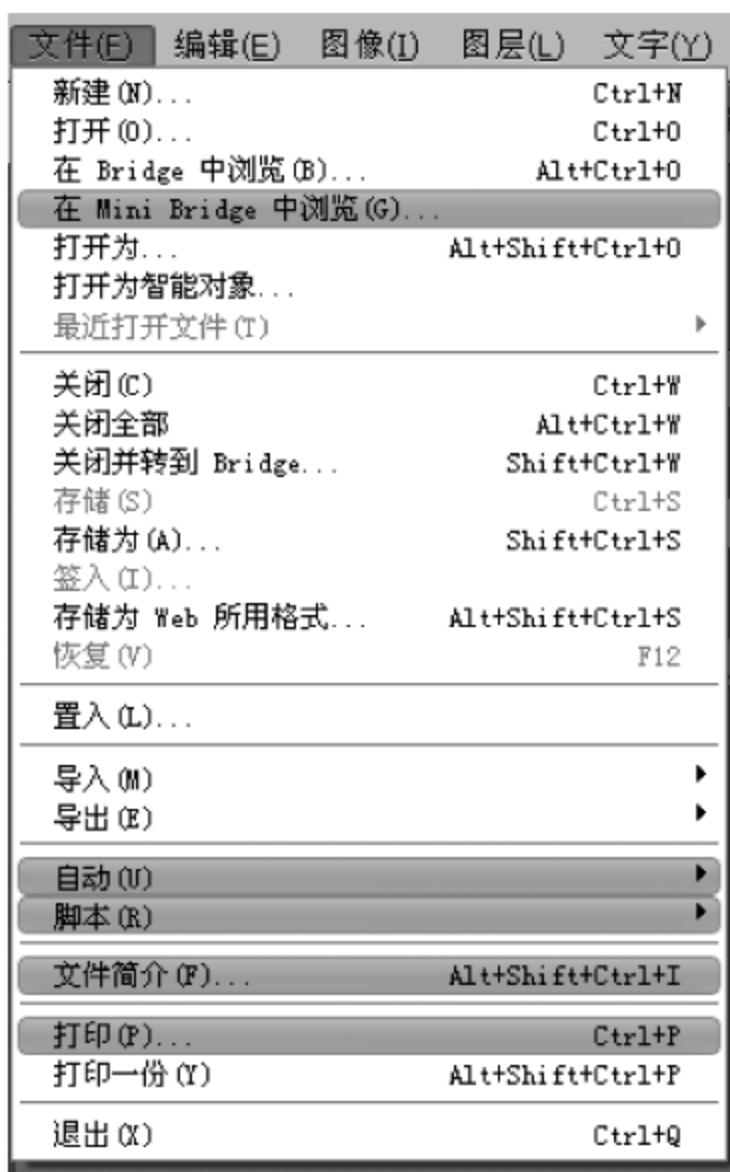 文件(F) 编辑(E) 图像(I) 图层(L) 文字(Y)
新建(N)... Ctrl+N
打开(O)... Ctrl+O
在 Bridge 中浏览(B)... Alt+Ctrl+O
在 Mini Bridge 中浏览(G)...
打开为... Alt+Shift+Ctrl+O
打开为智能对象...
最近打开文件(T)
关闭(C) Ctrl+W
关闭全部 Alt+Ctrl+W
关闭并转到 Bridge... Shift+Ctrl+W
存储(S) Ctrl+S
存储为(A)... Shift+Ctrl+S
签入(I)...
存储为 Web 所用格式... Alt+Shift+Ctrl+S
恢复(V) F12
置入(L)...
导入(M)
导出(E)
自动(U)
脚本(R)
文件简介(F)... Alt+Shift+Ctrl+I
打印(P)... Ctrl+P
打印一份(Y) Alt+Shift+Ctrl+P
退出(X) Ctrl+Q